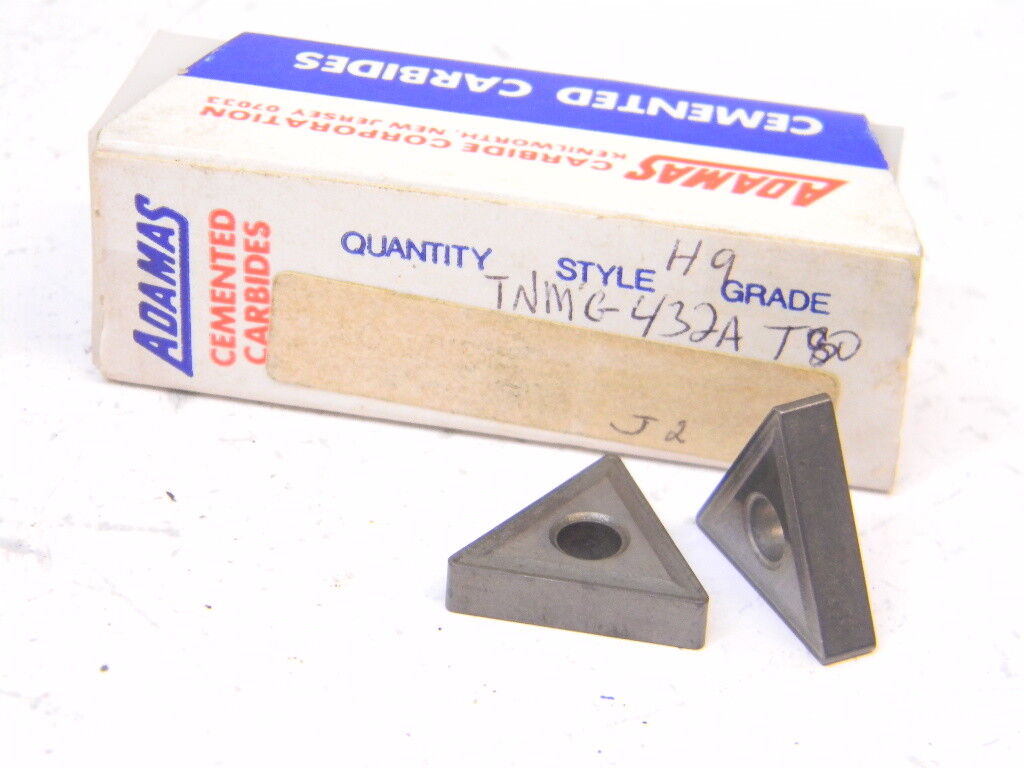 CEMENTED CARBIDES
ADAMAS CARBIDE CORPORATION
KENILWORTH, NEW JERSEY 07033
ADAMAS
CEMENTED
CARBIDES
QUANTITY STYLE H9 GRADE
TNMG-432A T80
J2